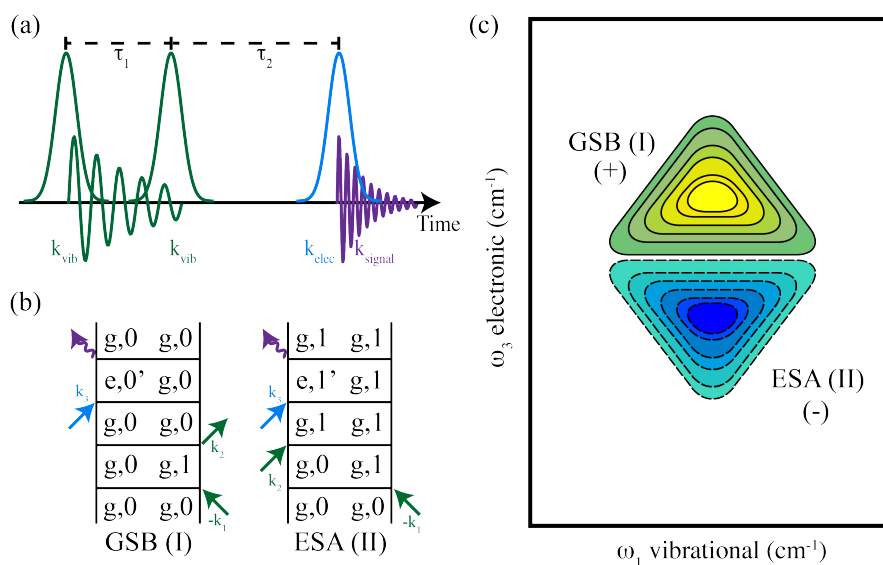 (a)
τ1
τ2
Time
kvib
kvib
kelec
ksignal
(b)
g,0 g,0
e,0’ g,0
k3
g,0 g,0
k2
g,0 g,1
-k1
g,0 g,0
GSB (I)
g,1 g,1
e,1’ g,1
k3
g,1 g,1
k2
g,0 g,1
-k1
g,0 g,0
ESA (II)
(c)
GSB (I)
(+)
ESA (II)
(-)
ω3 electronic (cm-1)
ω1 vibrational (cm-1)